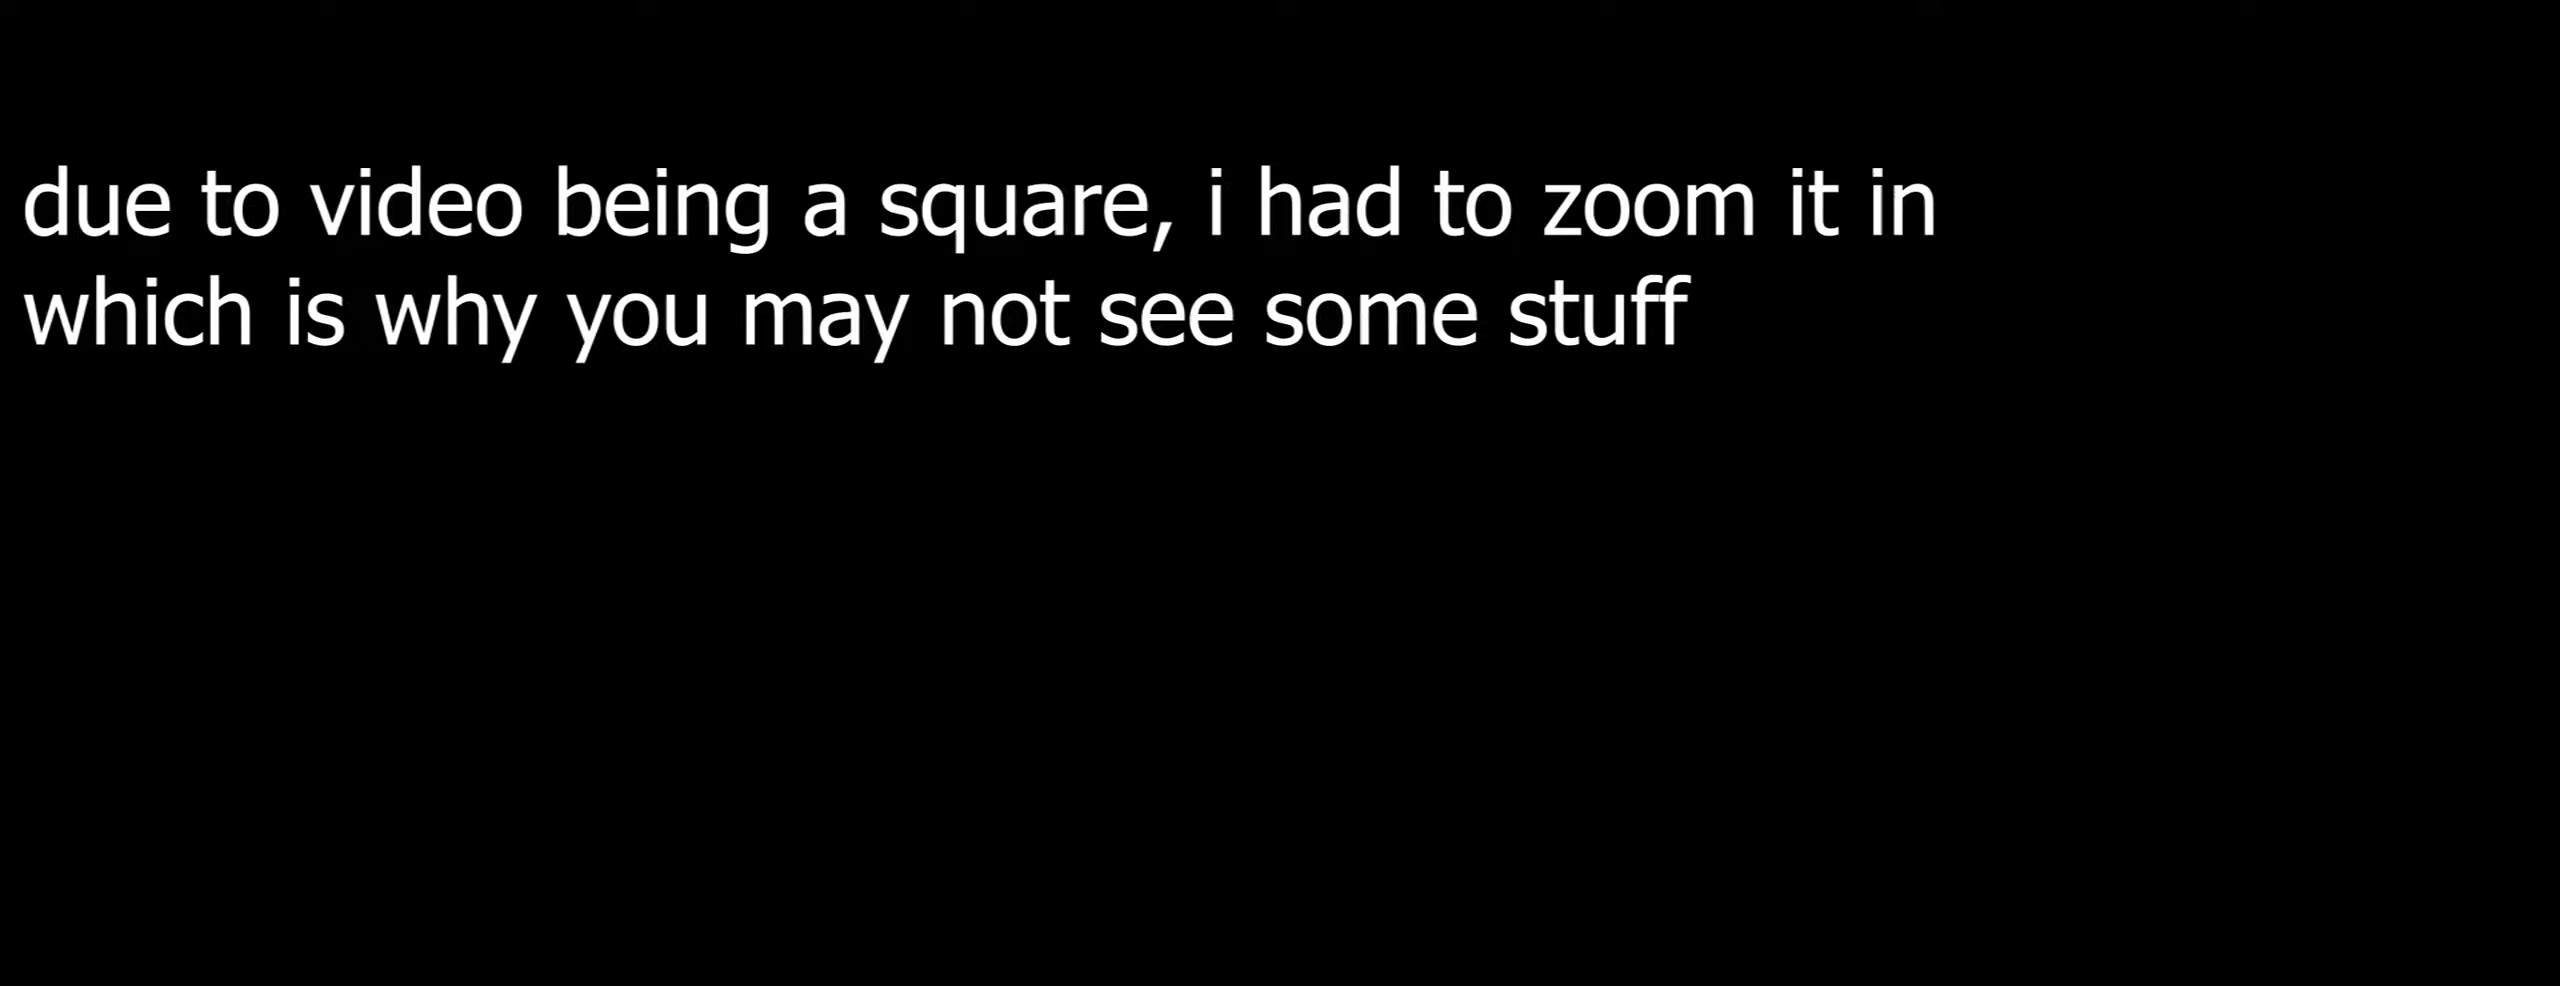 due to video being a square, i had to zoom it in
which is why you may not see some stuff